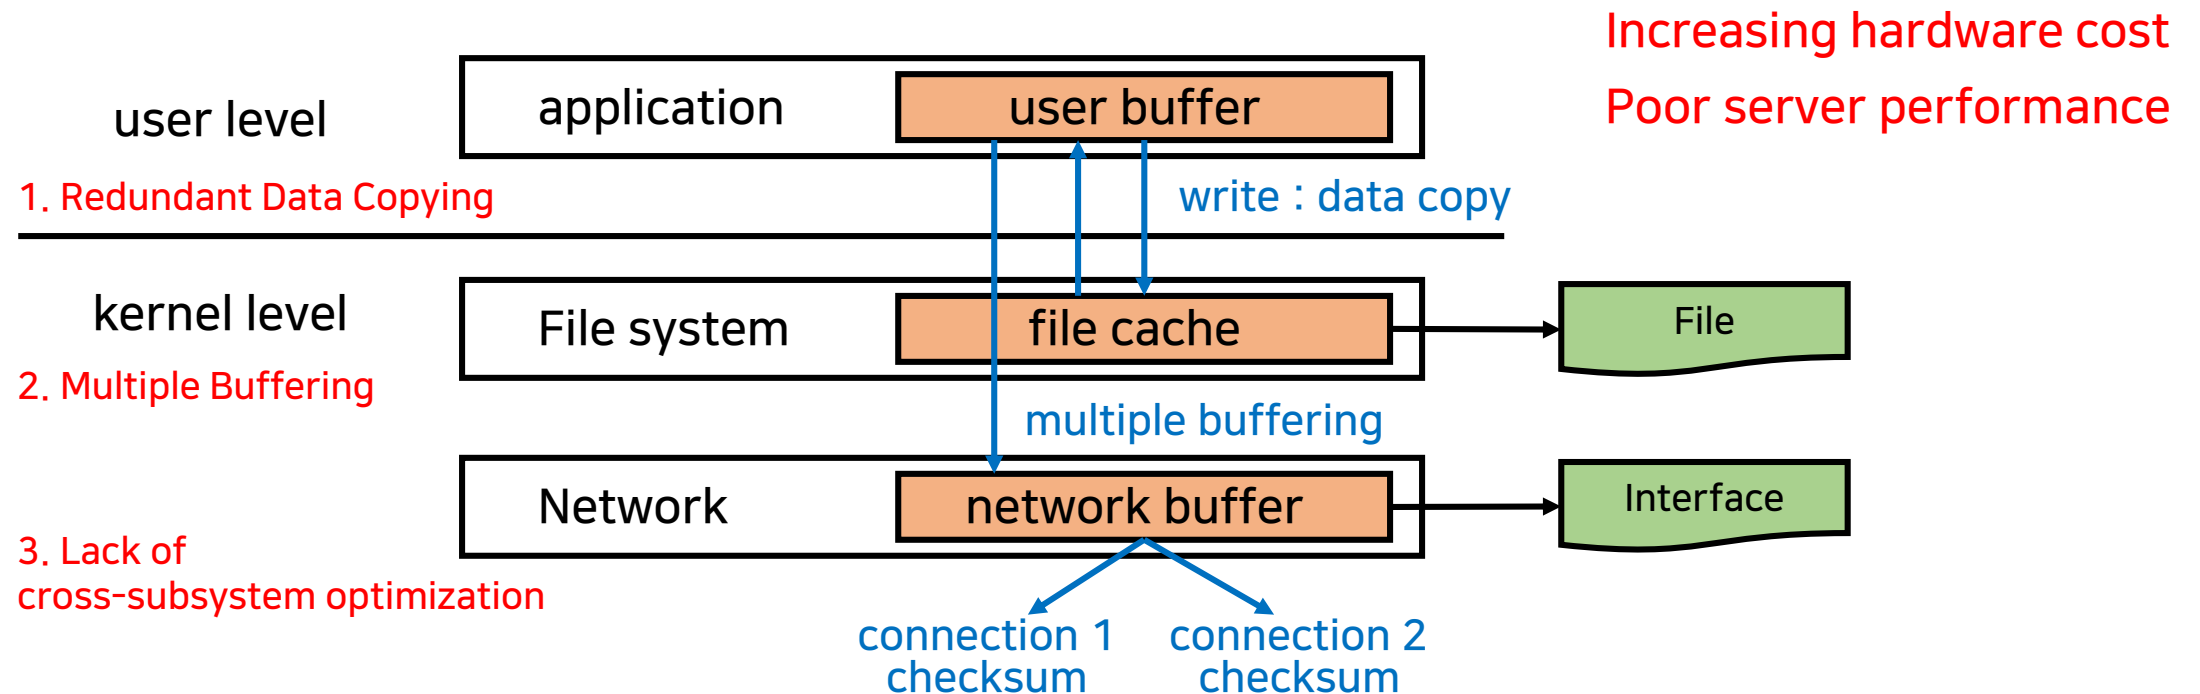 Increasing hardware cost
Poor server performance
user level
application
user buffer
1. Redundant Data Copying
write : data copy
kernel level
File system
file cache
File
2. Multiple Buffering
multiple buffering
Network
network buffer
Interface
3. Lack of
cross-subsystem optimization
connection 1
checksum
connection 2
checksum